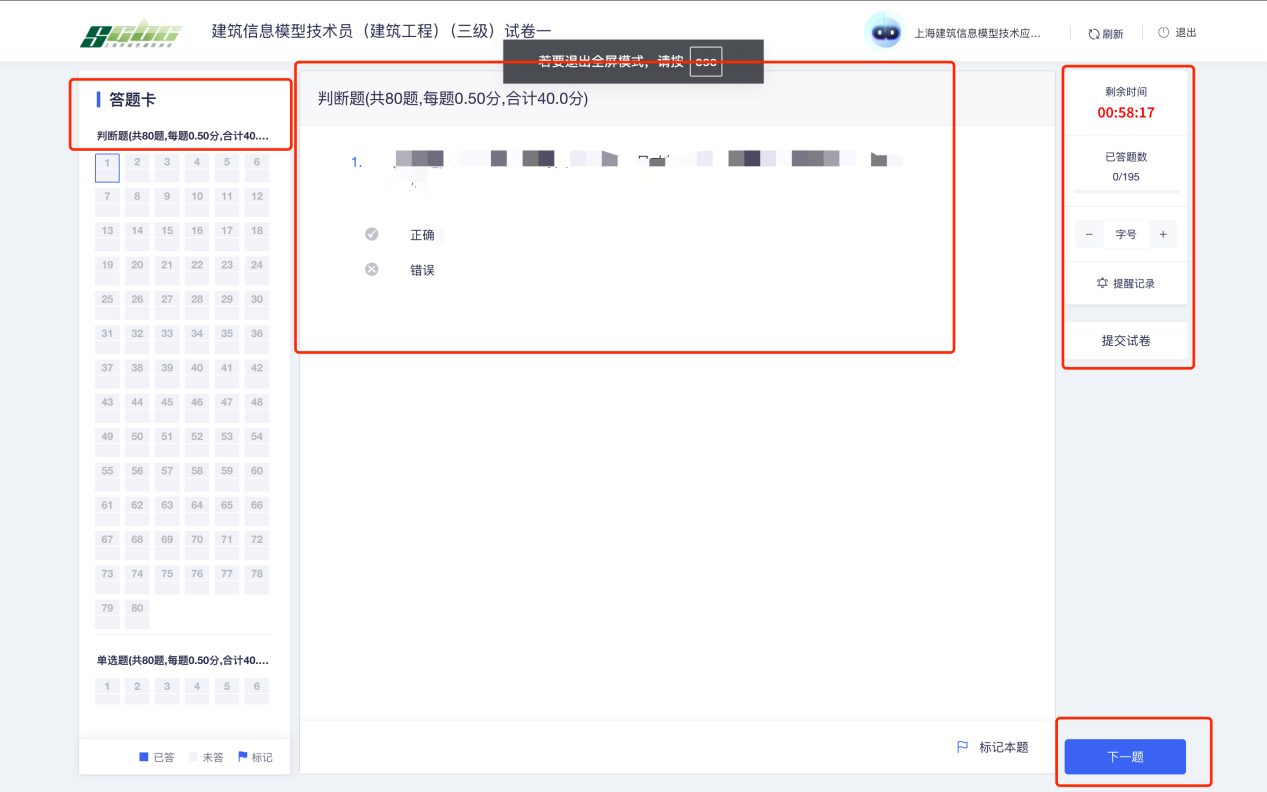 SCUC
建筑信息模型技术员（建筑工程）（三级）试卷一
上海建筑信息模型技术应...
刷新
退出
若要退出全屏模式，请按 esc
答题卡
判断题(共80题,每题0.50分,合计40....
1 2 3 4 5 6
7 8 9 10 11 12
13 14 15 16 17 18
19 20 21 22 23 24
25 26 27 28 29 30
31 32 33 34 35 36
37 38 39 40 41 42
43 44 45 46 47 48
49 50 51 52 53 54
55 56 57 58 59 60
61 62 63 64 65 66
67 68 69 70 71 72
73 74 75 76 77 78
79 80
单选题(共80题,每题0.50分,合计40....
1 2 3 4 5 6
已答 未答 标记
判断题(共80题,每题0.50分,合计40.0分)
1.
正确
错误
标记本题
剩余时间
00:58:17
已答题数
0/195
− 字号 +
提醒记录
提交试卷
下一题